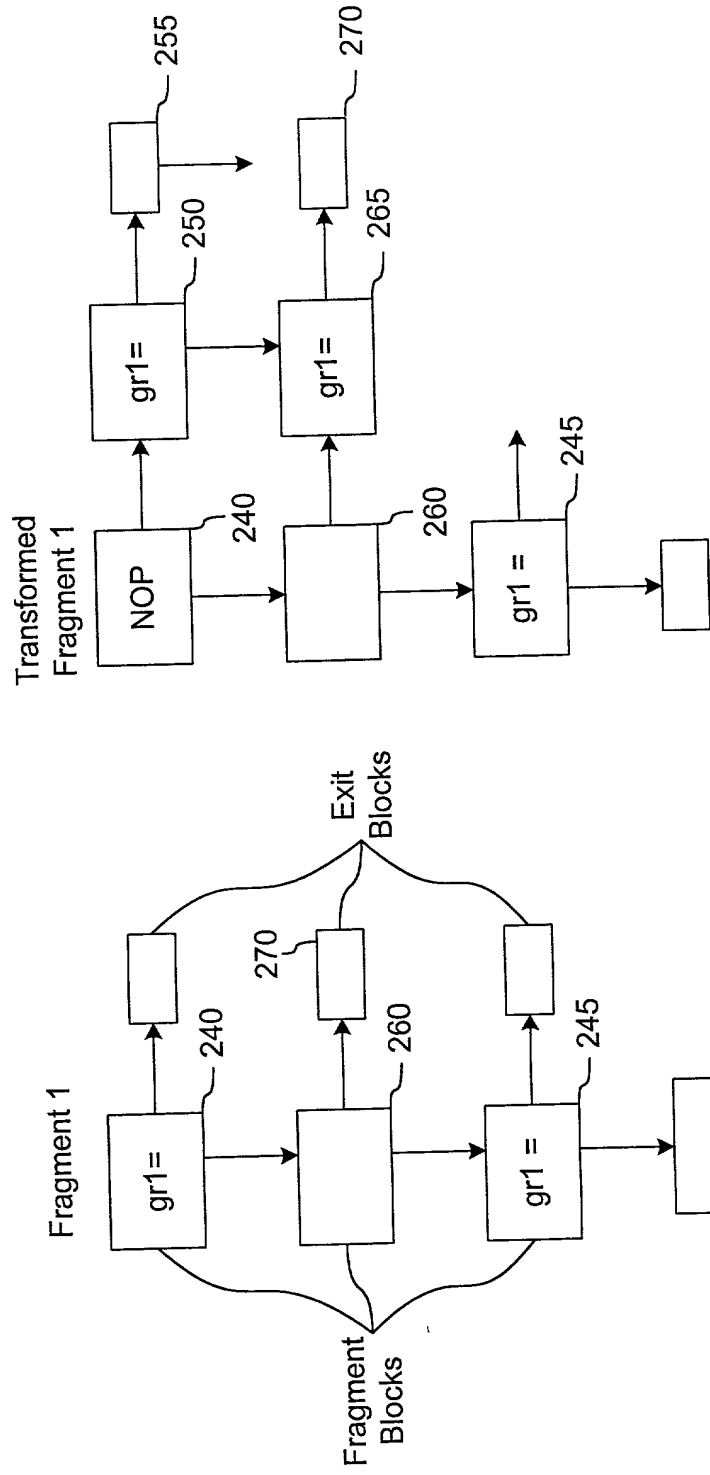 Fragment 1
gr1=
240
260
270
gr1 =
245
Fragment
Blocks
Exit
Blocks
Transformed
Fragment 1
NOP
240
gr1=
250
255
260
gr1=
265
270
gr1 =
245